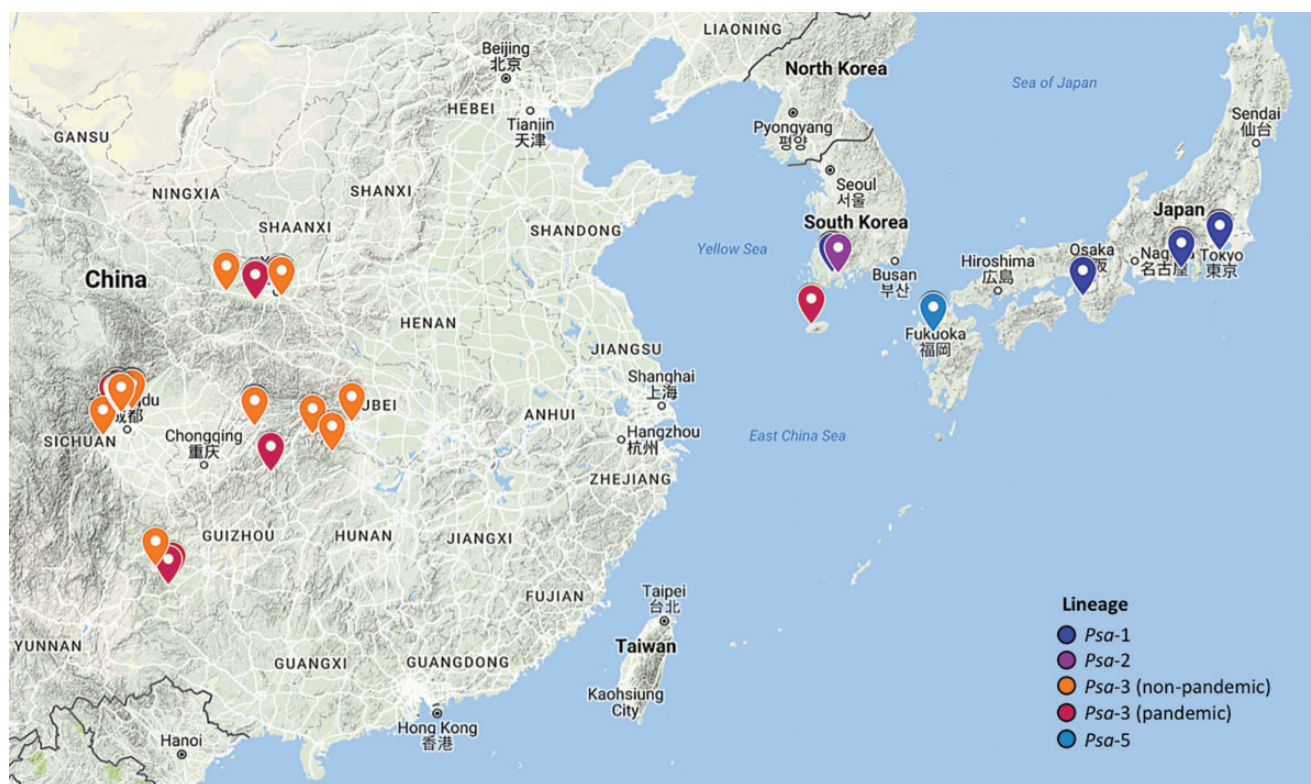 LIAONING
Beijing
北京
North Korea
Sea of Japan
HEBEI
Sendai
仙台
GANSU
Tianjin
天津
Pyongyang
평양
NINGXIA
SHANXI
Seoul
서울
SHAANXI
SHANDONG
South Korea
Japan
Yellow Sea
Osaka
Tokyo
東京
名古屋
China
Busan
부산
Hiroshima
広島
HENAN
Fukuoka
福岡
JIANGSU
Shanghai
上海
成都
ANHUI
Hangzhou
杭州
East China Sea
SICHUAN
Chongqing
重庆
ZHEJIANG
GUIZHOU
HUNAN
JIANGXI
FUJIAN
Taipei
台北
Taiwan
YUNNAN
GUANGXI
GUANGDONG
Kaohsiung
City
Hong Kong
香港
Hanoi
Lineage
Psa-1
Psa-2
Psa-3 (non-pandemic)
Psa-3 (pandemic)
Psa-5